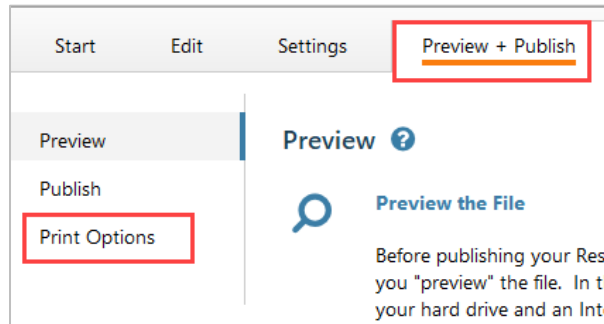 Start Edit Settings Preview + Publish
Preview
Publish
Print Options
Preview ?
Preview the File
Before publishing your Res
you "preview" the file. In t
your hard drive and an Int